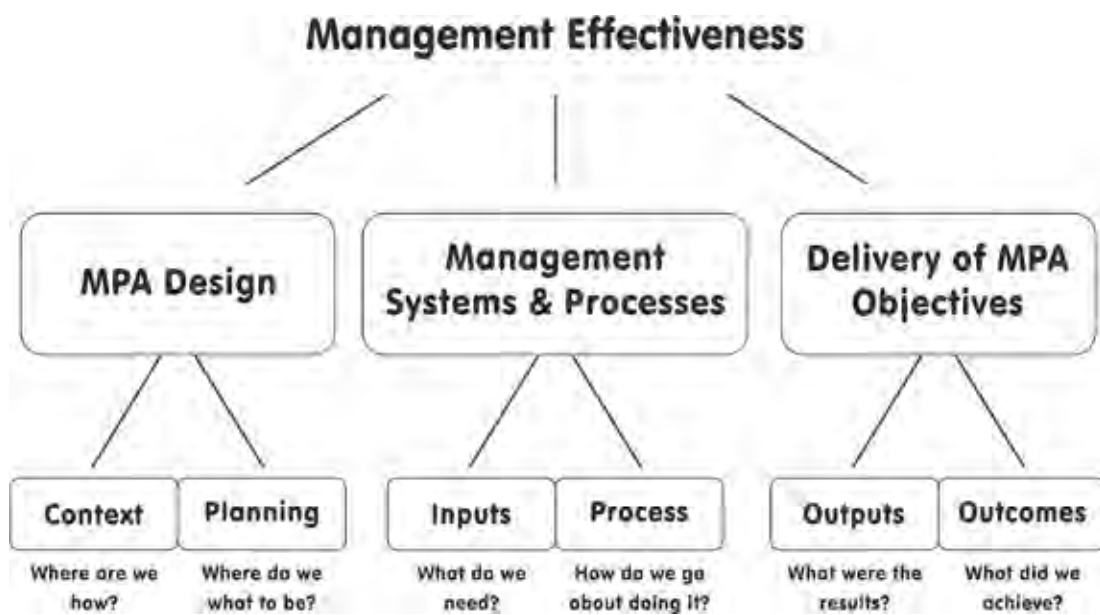 Management Effectiveness
MPA Design
Management
Systems & Processes
Delivery of MPA
Objectives
Context
Planning
Inputs
Process
Outputs
Outcomes
Where are we
how?
Where do we
what to be?
What do we
need?
How do we go
about doing it?
What were the
results?
What did we
achieve?